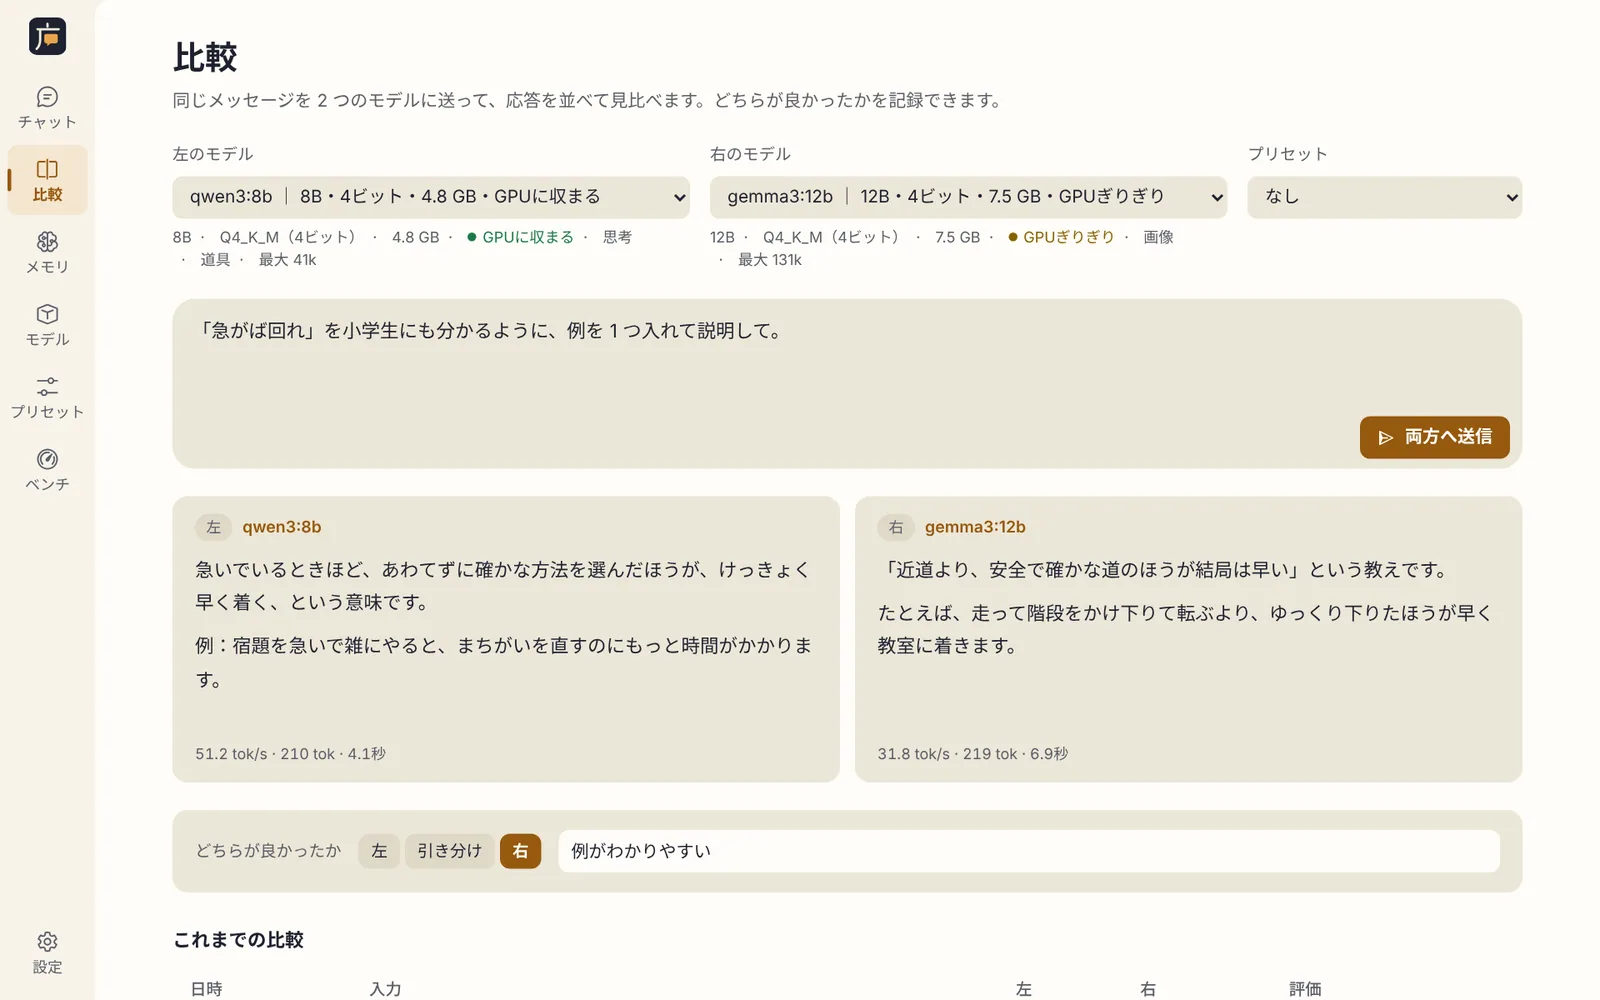 チャット
比較
メモリ
モデル
プリセット
ベンチ
設定
比較
同じメッセージを 2 つのモデルに送って、応答を並べて見比べます。どちらが良かったかを記録できます。
左のモデル
qwen3:8b ｜ 8B・4ビット・4.8 GB・GPUに収まる
8B · Q4_K_M（4ビット） · 4.8 GB · ● GPUに収まる · 思考
· 道具 · 最大 41k
右のモデル
gemma3:12b ｜ 12B・4ビット・7.5 GB・GPUぎりぎり
12B · Q4_K_M（4ビット） · 7.5 GB · ● GPUぎりぎり · 画像
· 最大 131k
プリセット
なし
「急がば回れ」を小学生にも分かるように、例を 1 つ入れて説明して。
両方へ送信
左 qwen3:8b
急いでいるときほど、あわてずに確かな方法を選んだほうが、けっきょく
早く着く、という意味です。
例：宿題を急いで雑にやると、まちがいを直すのにもっと時間がかかりま
す。
51.2 tok/s · 210 tok · 4.1秒
右 gemma3:12b
「近道より、安全で確かな道のほうが結局は早い」という教えです。
たとえば、走って階段をかけ下りて転ぶより、ゆっくり下りたほうが早く
教室に着きます。
31.8 tok/s · 219 tok · 6.9秒
どちらが良かったか 左 引き分け 右 例がわかりやすい
これまでの比較
日時 入力 左 右 評価